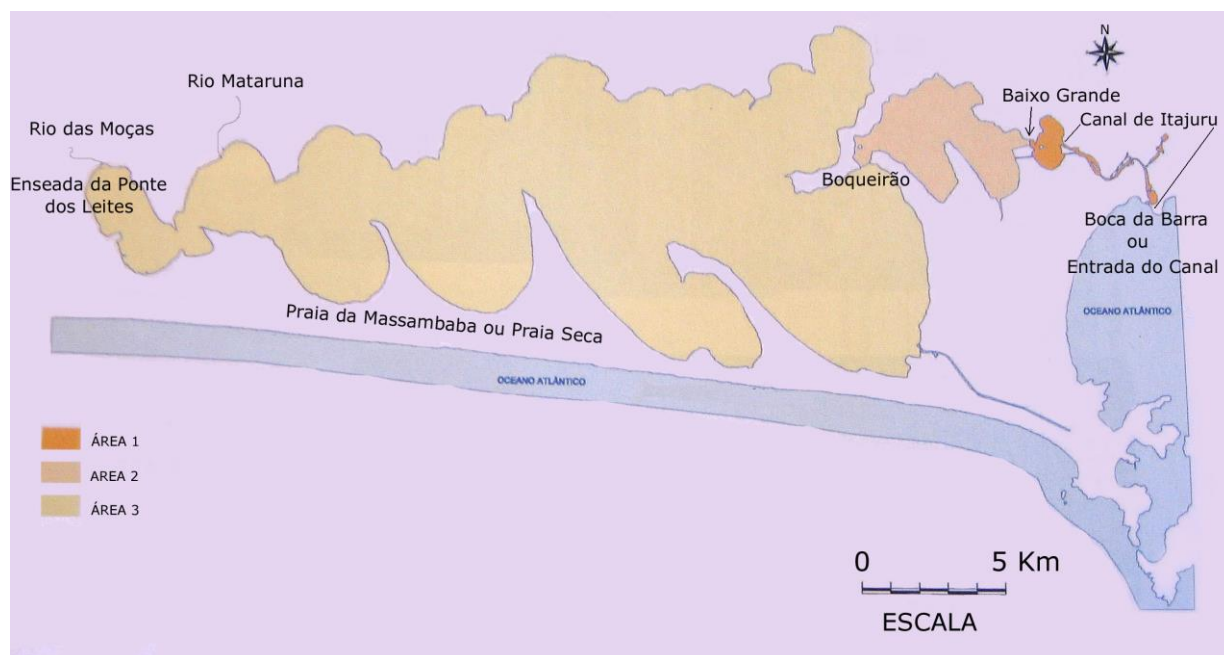 N
Rio Mataruna
Baixo Grande
Canal de Itajuru
Rio das Moças
Enseada da Ponte
dos Leites
Boqueirão
Boca da Barra
ou
Entrada do Canal
Praia da Massambaba ou Praia Seca
OCEANO ATLÂNTICO
OCEANO ATLÂNTICO
ÁREA 1
AREA 2
ÁREA 3
0 5 Km
ESCALA